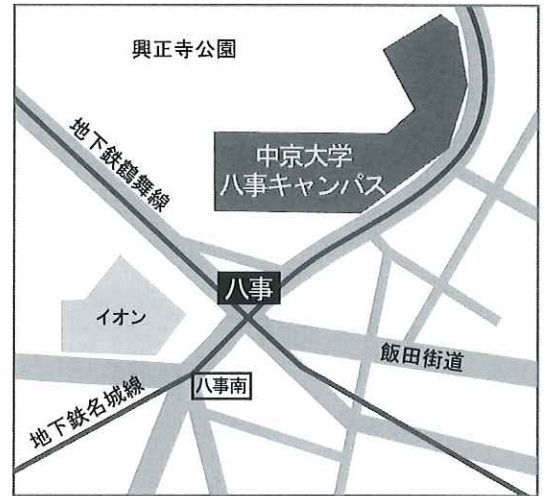 興正寺公園
地下鉄鶴舞線
中京大学
八事キャンパス
八事
イオン
飯田街道
八事南
地下鉄名城線